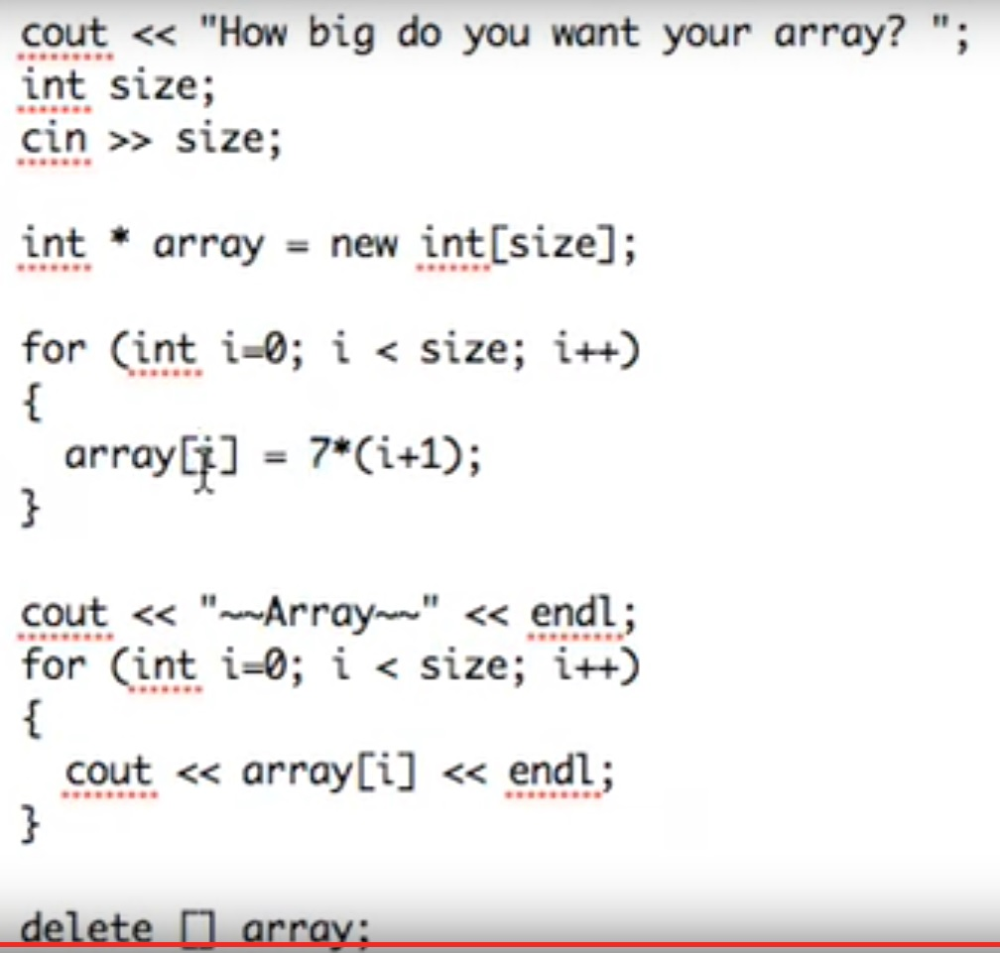 cout << "How big do you want your array? ";
int size;
cin >> size;
int * array = new int[size];
for (int i=0; i < size; i++)
{
array[i] = 7*(i+1);
}
cout << "~~Array~~" << endl;
for (int i=0; i < size; i++)
{
cout << array[i] << endl;
}
delete [] array;